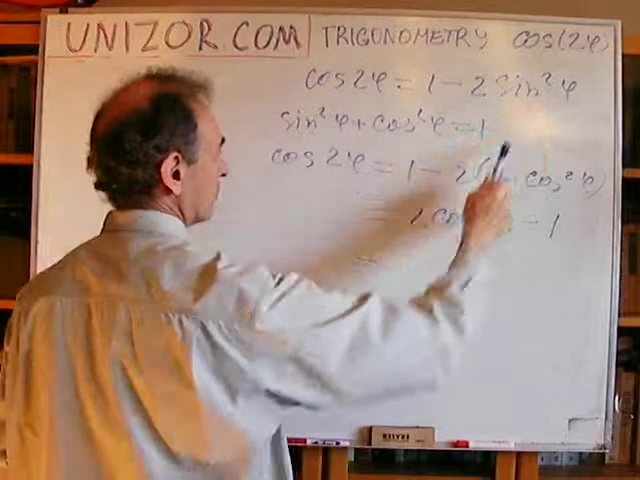 UNIZOR.COM TRIGONOMETRY COS(2φ)
cos 2φ = 1 - 2 sin² φ
sin² φ + cos² φ = 1
cos 2φ = 1 - 2( cos² φ)
= 2 cos - 1